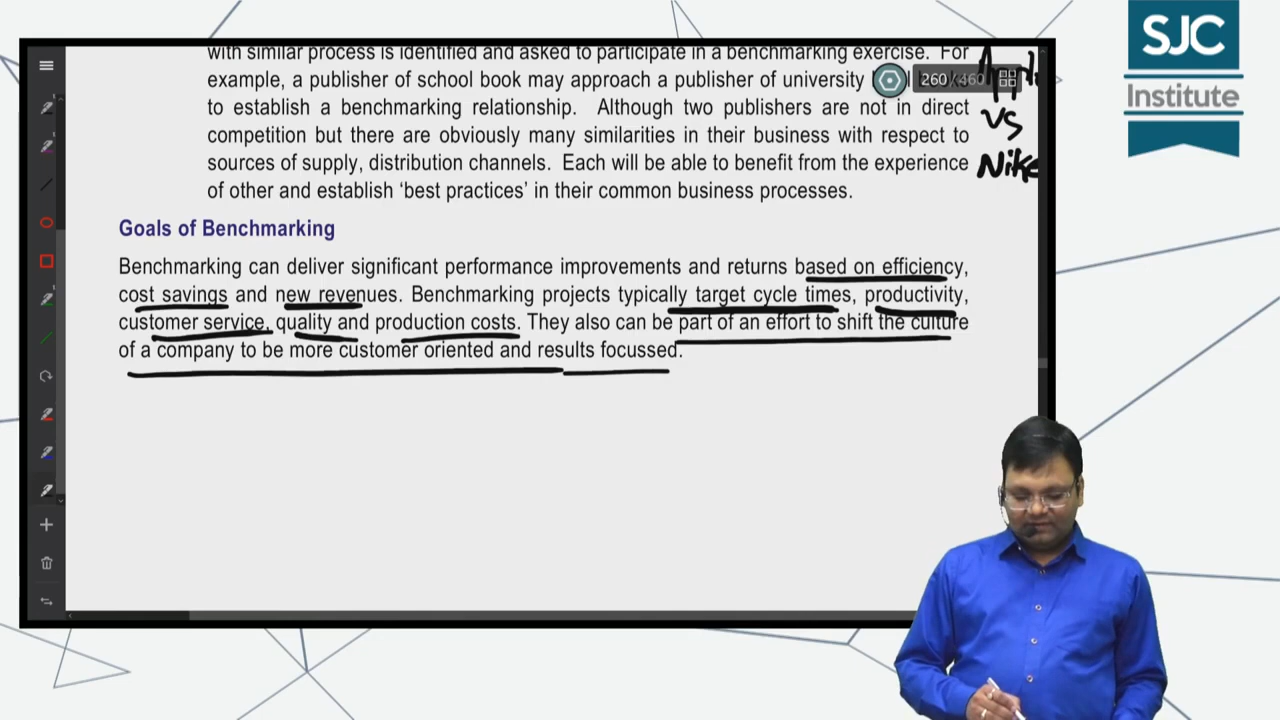 SJC
Institute
with similar process is identified and asked to participate in a benchmarking exercise. For
example, a publisher of school book may approach a publisher of university
260 / 460
to establish a benchmarking relationship. Although two publishers are not in direct
competition but there are obviously many similarities in their business with respect to
sources of supply, distribution channels. Each will be able to benefit from the experience
of other and establish ‘best practices’ in their common business processes.
VS
Nike
Goals of Benchmarking
Benchmarking can deliver significant performance improvements and returns based on efficiency,
cost savings and new revenues. Benchmarking projects typically target cycle times, productivity,
customer service, quality and production costs. They also can be part of an effort to shift the culture
of a company to be more customer oriented and results focussed.